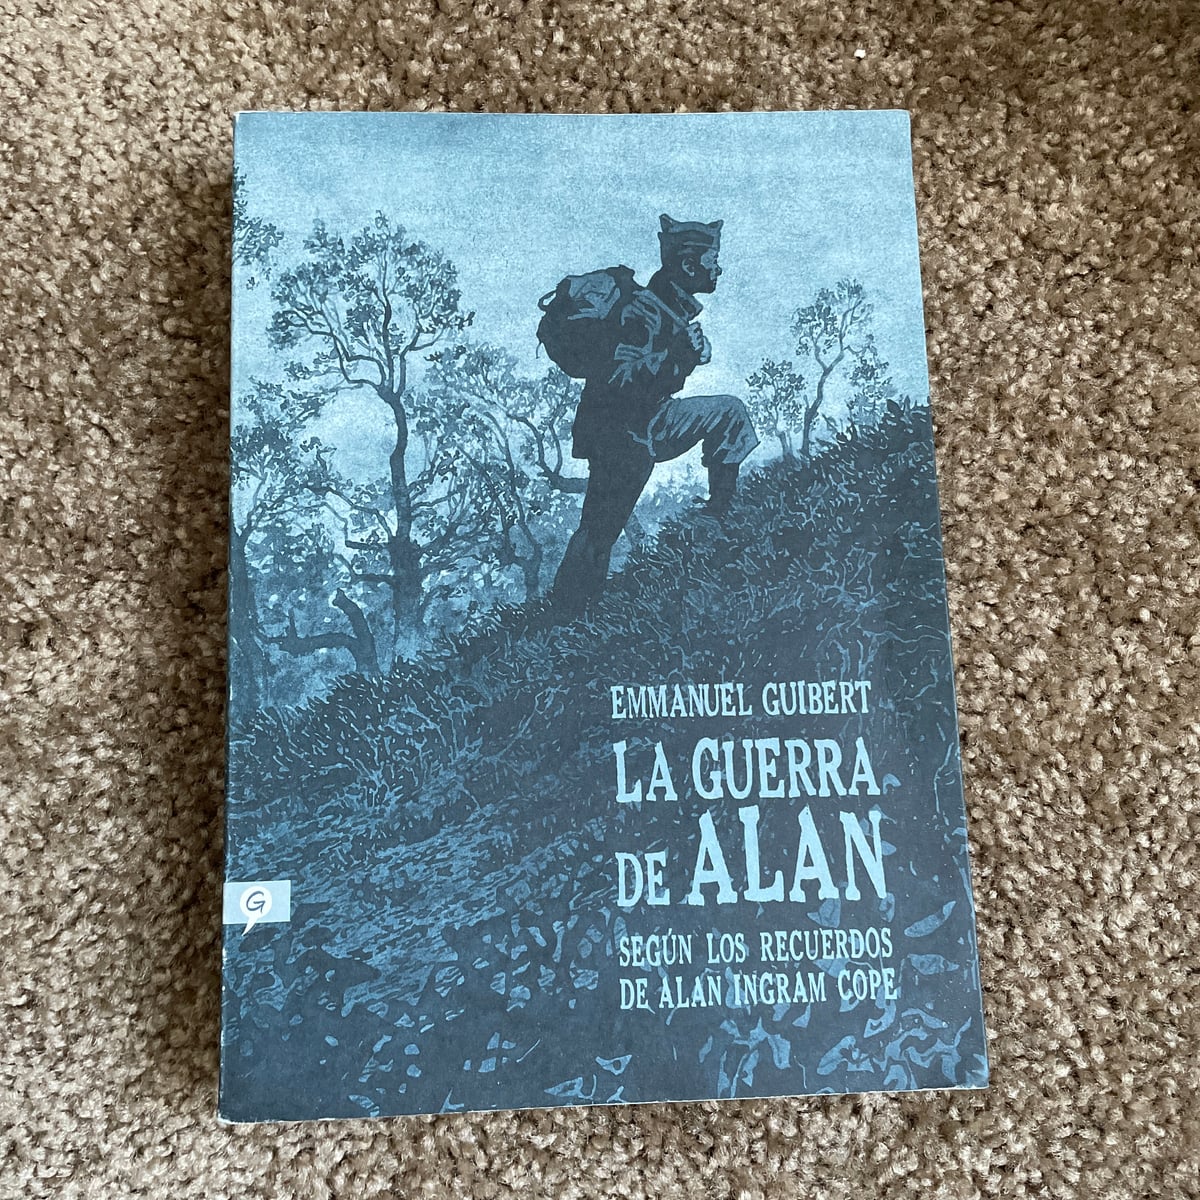 EMMANUEL GUIBERT
LA GUERRA
DE ALAN
SEGÚN LOS RECUERDOS
DE ALAN INGRAM COPE
G